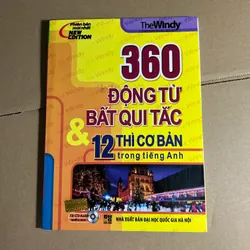 Phiên bản
mới nhất
NEW
EDITION
TheWindy
360
ĐỘNG TỪ
BẤT QUI TẮC
& 12 THÌ CƠ BẢN
trong tiếng Anh
NHÀ XUẤT BẢN ĐẠI HỌC QUỐC GIA HÀ NỘI